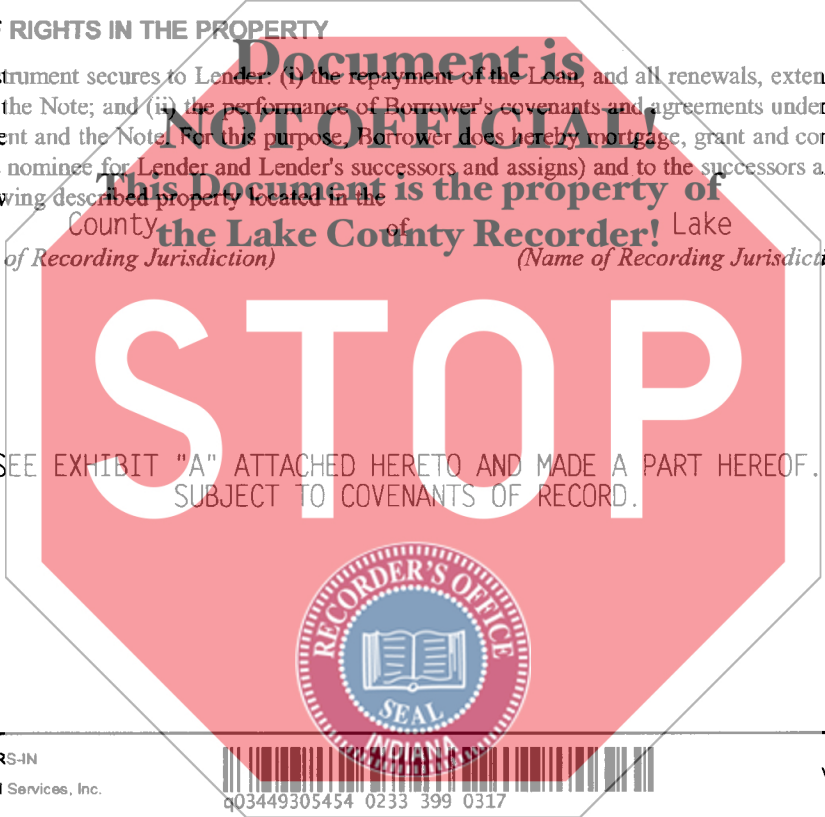 F RIGHTS IN THE PROPERTY
Document is
trument secures to Lender: (i) the repayment of the Loan, and all renewals, exten
the Note; and (ii) the performance of Borrower's covenants and agreements under
NOT OFFICIAL!
ent and the Note. For this purpose, Borrower does hereby mortgage, grant and con
nominee for Lender and Lender's successors and assigns) and to the successors a
This Document is the property of
wing described property located in the
County of Lake
the Lake County Recorder!
of Recording Jurisdiction) (Name of Recording Jurisdicti
STOP
SEE EXHIBIT "A" ATTACHED HERETO AND MADE A PART HEREOF.
SUBJECT TO COVENANTS OF RECORD.
RECORDER'S OFFICE
SEAL
INDIANA
RS-IN
l Services, Inc.
q03449305454 0233 399 0317